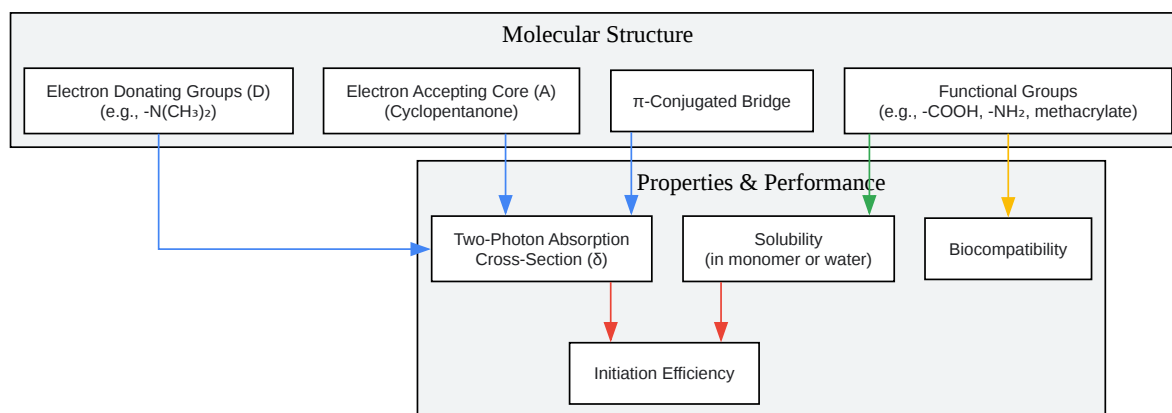 Molecular Structure
Electron Donating Groups (D)
(e.g., -N(CH₃)₂)
Electron Accepting Core (A)
(Cyclopentanone)
π-Conjugated Bridge
Functional Groups
(e.g., -COOH, -NH₂, methacrylate)
Properties & Performance
Two-Photon Absorption
Cross-Section (δ)
Solubility
(in monomer or water)
Biocompatibility
Initiation Efficiency